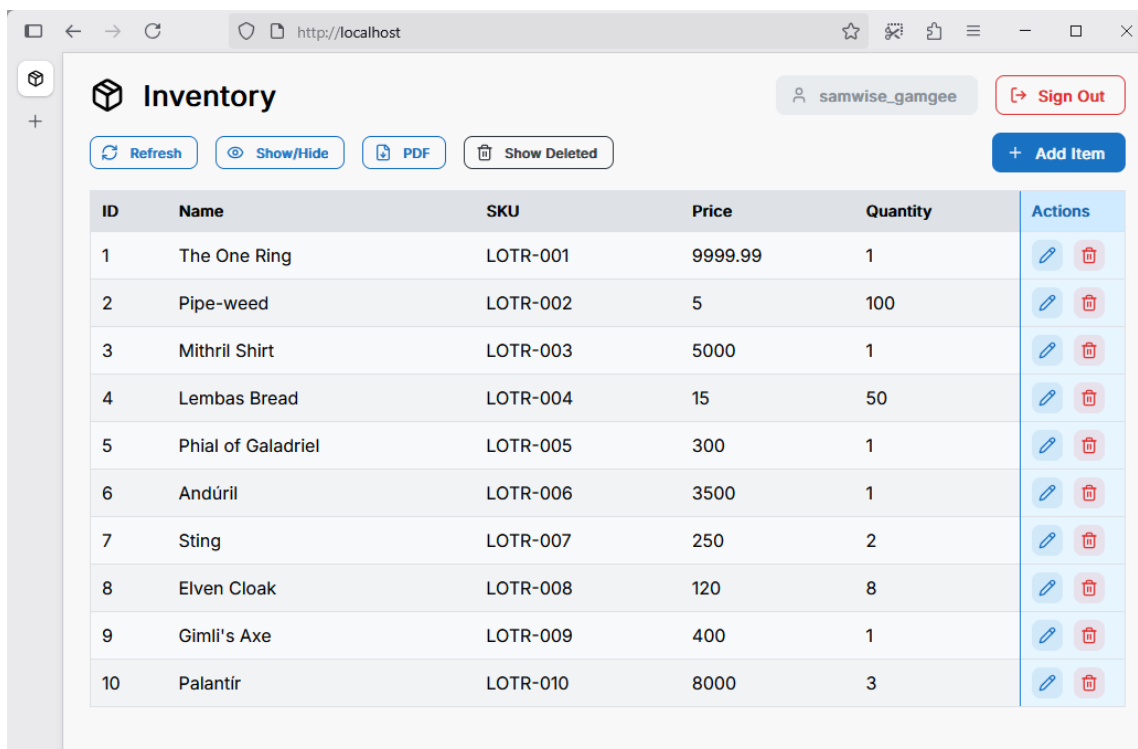 http://localhost
Inventory samwise_gamgee Sign Out
Refresh Show/Hide PDF Show Deleted + Add Item
ID Name SKU Price Quantity Actions
1 The One Ring LOTR-001 9999.99 1
2 Pipe-weed LOTR-002 5 100
3 Mithril Shirt LOTR-003 5000 1
4 Lembas Bread LOTR-004 15 50
5 Phial of Galadriel LOTR-005 300 1
6 Andúril LOTR-006 3500 1
7 Sting LOTR-007 250 2
8 Elven Cloak LOTR-008 120 8
9 Gimli's Axe LOTR-009 400 1
10 Palantír LOTR-010 8000 3